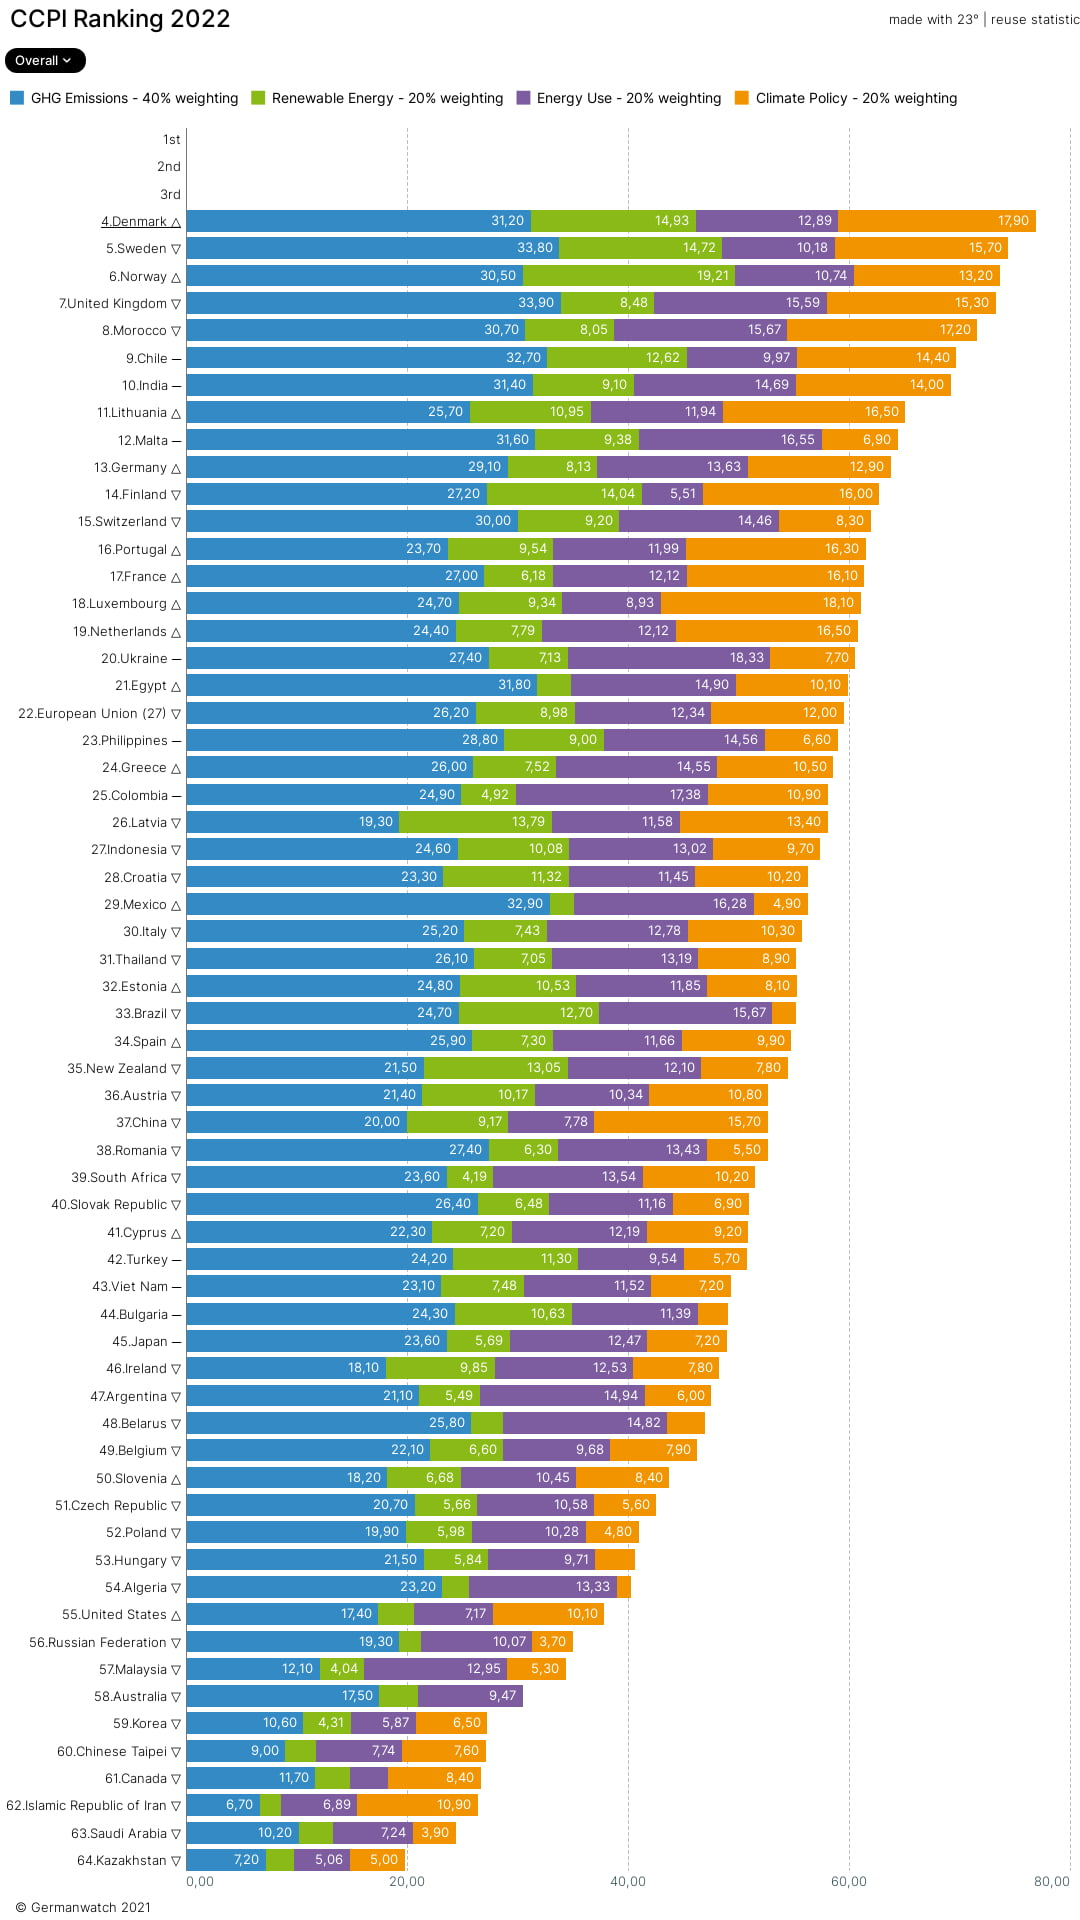 CCPI Ranking 2022
made with 23° | reuse statistic
Overall
GHG Emissions - 40% weighting Renewable Energy - 20% weighting Energy Use - 20% weighting Climate Policy - 20% weighting
1st
2nd
3rd
4.Denmark △ 31,20 14,93 12,89 17,90
5.Sweden ▽ 33,80 14,72 10,18 15,70
6.Norway △ 30,50 19,21 10,74 13,20
7.United Kingdom ▽ 33,90 8,48 15,59 15,30
8.Morocco ▽ 30,70 8,05 15,67 17,20
9.Chile – 32,70 12,62 9,97 14,40
10.India – 31,40 9,10 14,69 14,00
11.Lithuania △ 25,70 10,95 11,94 16,50
12.Malta – 31,60 9,38 16,55 6,90
13.Germany △ 29,10 8,13 13,63 12,90
14.Finland ▽ 27,20 14,04 5,51 16,00
15.Switzerland ▽ 30,00 9,20 14,46 8,30
16.Portugal △ 23,70 9,54 11,99 16,30
17.France △ 27,00 6,18 12,12 16,10
18.Luxembourg △ 24,70 9,34 8,93 18,10
19.Netherlands △ 24,40 7,79 12,12 16,50
20.Ukraine – 27,40 7,13 18,33 7,70
21.Egypt △ 31,80 14,90 10,10
22.European Union (27) ▽ 26,20 8,98 12,34 12,00
23.Philippines – 28,80 9,00 14,56 6,60
24.Greece △ 26,00 7,52 14,55 10,50
25.Colombia – 24,90 4,92 17,38 10,90
26.Latvia ▽ 19,30 13,79 11,58 13,40
27.Indonesia ▽ 24,60 10,08 13,02 9,70
28.Croatia ▽ 23,30 11,32 11,45 10,20
29.Mexico △ 32,90 16,28 4,90
30.Italy ▽ 25,20 7,43 12,78 10,30
31.Thailand ▽ 26,10 7,05 13,19 8,90
32.Estonia △ 24,80 10,53 11,85 8,10
33.Brazil ▽ 24,70 12,70 15,67
34.Spain △ 25,90 7,30 11,66 9,90
35.New Zealand ▽ 21,50 13,05 12,10 7,80
36.Austria ▽ 21,40 10,17 10,34 10,80
37.China ▽ 20,00 9,17 7,78 15,70
38.Romania ▽ 27,40 6,30 13,43 5,50
39.South Africa ▽ 23,60 4,19 13,54 10,20
40.Slovak Republic ▽ 26,40 6,48 11,16 6,90
41.Cyprus △ 22,30 7,20 12,19 9,20
42.Turkey – 24,20 11,30 9,54 5,70
43.Viet Nam – 23,10 7,48 11,52 7,20
44.Bulgaria – 24,30 10,63 11,39
45.Japan – 23,60 5,69 12,47 7,20
46.Ireland ▽ 18,10 9,85 12,53 7,80
47.Argentina ▽ 21,10 5,49 14,94 6,00
48.Belarus ▽ 25,80 14,82
49.Belgium ▽ 22,10 6,60 9,68 7,90
50.Slovenia △ 18,20 6,68 10,45 8,40
51.Czech Republic ▽ 20,70 5,66 10,58 5,60
52.Poland ▽ 19,90 5,98 10,28 4,80
53.Hungary ▽ 21,50 5,84 9,71
54.Algeria ▽ 23,20 13,33
55.United States △ 17,40 7,17 10,10
56.Russian Federation ▽ 19,30 10,07 3,70
57.Malaysia ▽ 12,10 4,04 12,95 5,30
58.Australia ▽ 17,50 9,47
59.Korea ▽ 10,60 4,31 5,87 6,50
60.Chinese Taipei ▽ 9,00 7,74 7,60
61.Canada ▽ 11,70 8,40
62.Islamic Republic of Iran ▽ 6,70 6,89 10,90
63.Saudi Arabia ▽ 10,20 7,24 3,90
64.Kazakhstan ▽ 7,20 5,06 5,00
0,00 20,00 40,00 60,00 80,00
© Germanwatch 2021